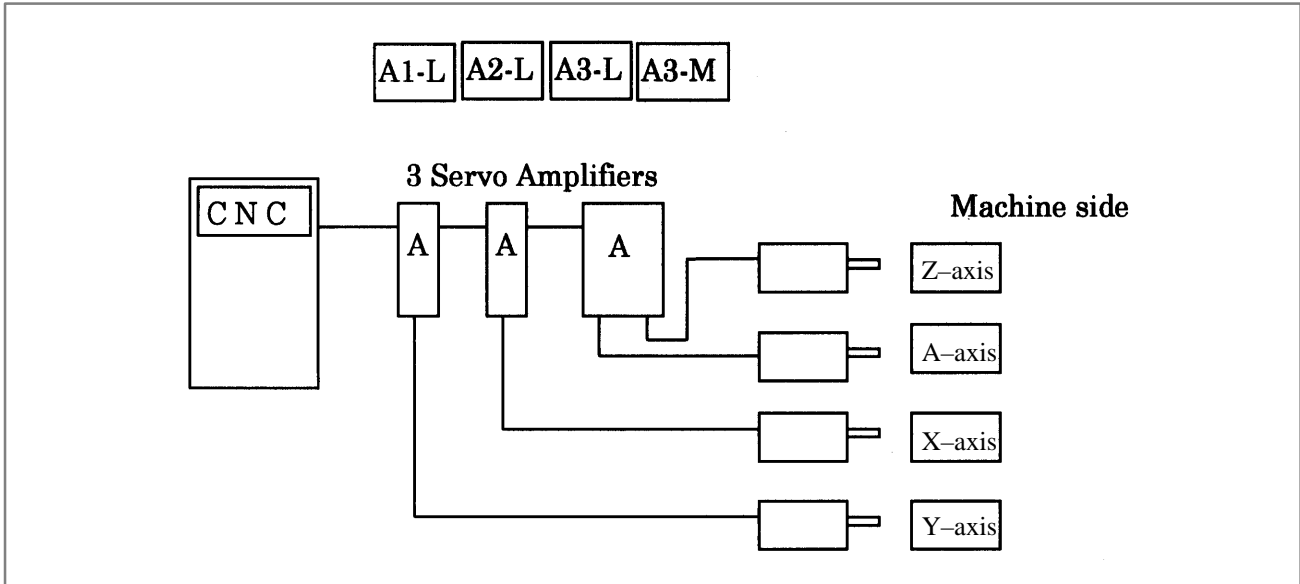 A1-L A2-L A3-L A3-M
3 Servo Amplifiers
CNC
Machine side
A A A
Z–axis
A–axis
X–axis
Y–axis